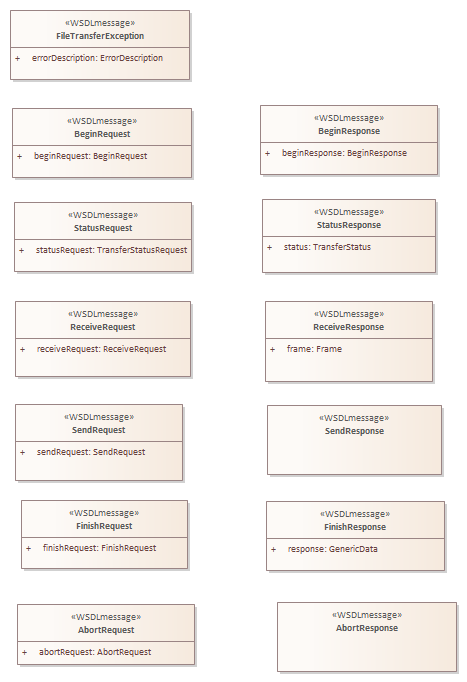 «WSDLmessage»
FileTransferException
+ errorDescription: ErrorDescription
«WSDLmessage»
BeginRequest
+ beginRequest: BeginRequest
«WSDLmessage»
BeginResponse
+ beginResponse: BeginResponse
«WSDLmessage»
StatusRequest
+ statusRequest: TransferStatusRequest
«WSDLmessage»
StatusResponse
+ status: TransferStatus
«WSDLmessage»
ReceiveRequest
+ receiveRequest: ReceiveRequest
«WSDLmessage»
ReceiveResponse
+ frame: Frame
«WSDLmessage»
SendRequest
+ sendRequest: SendRequest
«WSDLmessage»
SendResponse
«WSDLmessage»
FinishRequest
+ finishRequest: FinishRequest
«WSDLmessage»
FinishResponse
+ response: GenericData
«WSDLmessage»
AbortRequest
+ abortRequest: AbortRequest
«WSDLmessage»
AbortResponse